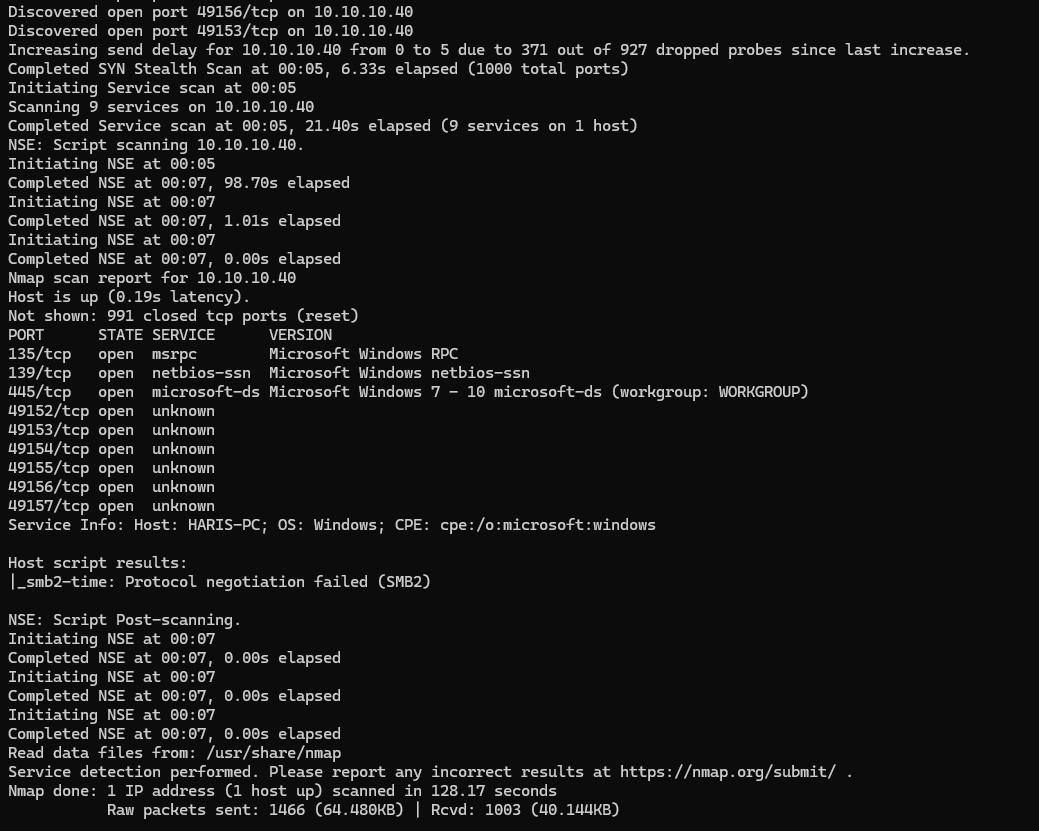 Discovered open port 49156/tcp on 10.10.10.40
Discovered open port 49153/tcp on 10.10.10.40
Increasing send delay for 10.10.10.40 from 0 to 5 due to 371 out of 927 dropped probes since last increase.
Completed SYN Stealth Scan at 00:05, 6.33s elapsed (1000 total ports)
Initiating Service scan at 00:05
Scanning 9 services on 10.10.10.40
Completed Service scan at 00:05, 21.40s elapsed (9 services on 1 host)
NSE: Script scanning 10.10.10.40.
Initiating NSE at 00:05
Completed NSE at 00:07, 98.70s elapsed
Initiating NSE at 00:07
Completed NSE at 00:07, 1.01s elapsed
Initiating NSE at 00:07
Completed NSE at 00:07, 0.00s elapsed
Nmap scan report for 10.10.10.40
Host is up (0.19s latency).
Not shown: 991 closed tcp ports (reset)
PORT      STATE SERVICE      VERSION
135/tcp   open  msrpc        Microsoft Windows RPC
139/tcp   open  netbios-ssn  Microsoft Windows netbios-ssn
445/tcp   open  microsoft-ds Microsoft Windows 7 - 10 microsoft-ds (workgroup: WORKGROUP)
49152/tcp open  unknown
49153/tcp open  unknown
49154/tcp open  unknown
49155/tcp open  unknown
49156/tcp open  unknown
49157/tcp open  unknown
Service Info: Host: HARIS-PC; OS: Windows; CPE: cpe:/o:microsoft:windows

Host script results:
|_smb2-time: Protocol negotiation failed (SMB2)

NSE: Script Post-scanning.
Initiating NSE at 00:07
Completed NSE at 00:07, 0.00s elapsed
Initiating NSE at 00:07
Completed NSE at 00:07, 0.00s elapsed
Initiating NSE at 00:07
Completed NSE at 00:07, 0.00s elapsed
Read data files from: /usr/share/nmap
Service detection performed. Please report any incorrect results at https://nmap.org/submit/ .
Nmap done: 1 IP address (1 host up) scanned in 128.17 seconds
           Raw packets sent: 1466 (64.480KB) | Rcvd: 1003 (40.144KB)